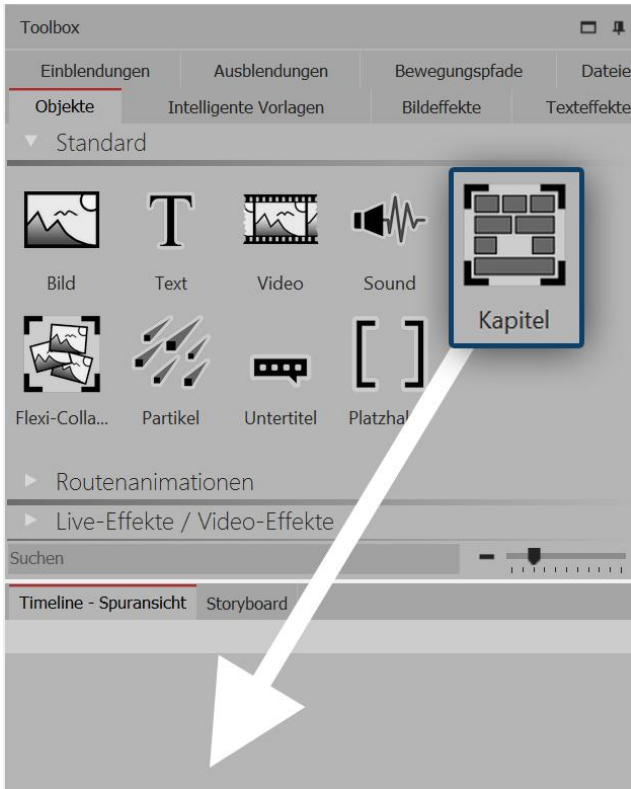 Toolbox
Einblendungen Ausblendungen Bewegungspfade Dateie
Objekte Intelligente Vorlagen Bildeffekte Texteffekte
Standard
Bild Text Video Sound Kapitel
Flexi-Colla... Partikel Untertitel Platzhal
Routenanimationen
Live-Effekte / Video-Effekte
Suchen
Timeline - Spuransicht Storyboard